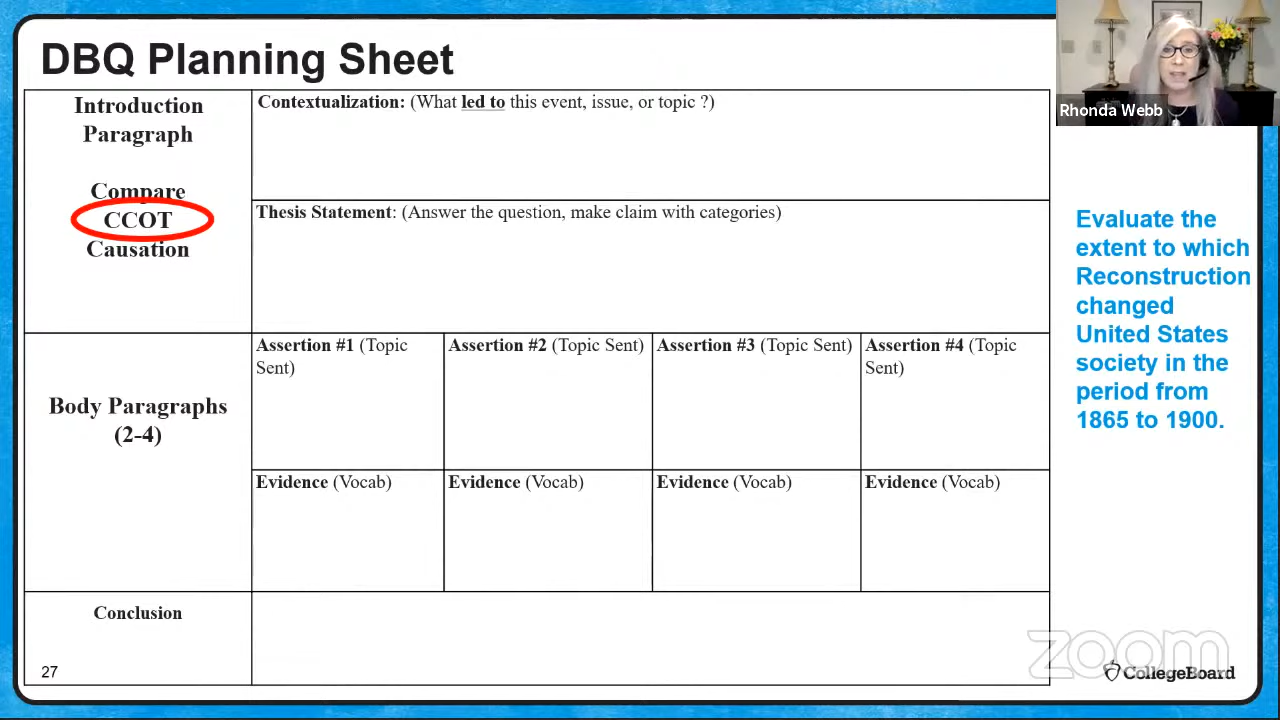 DBQ Planning Sheet
Rhonda Webb
Introduction
Paragraph
Compare
CCOT
Causation
Contextualization: (What led to this event, issue, or topic ?)
Thesis Statement: (Answer the question, make claim with categories)
Evaluate the
extent to which
Reconstruction
changed
United States
society in the
period from
1865 to 1900.
Body Paragraphs
(2-4)
Assertion #1 (Topic
Sent)
Assertion #2 (Topic Sent)
Assertion #3 (Topic Sent)
Assertion #4 (Topic
Sent)
Evidence (Vocab)
Evidence (Vocab)
Evidence (Vocab)
Evidence (Vocab)
Conclusion
27
zoom
CollegeBoard